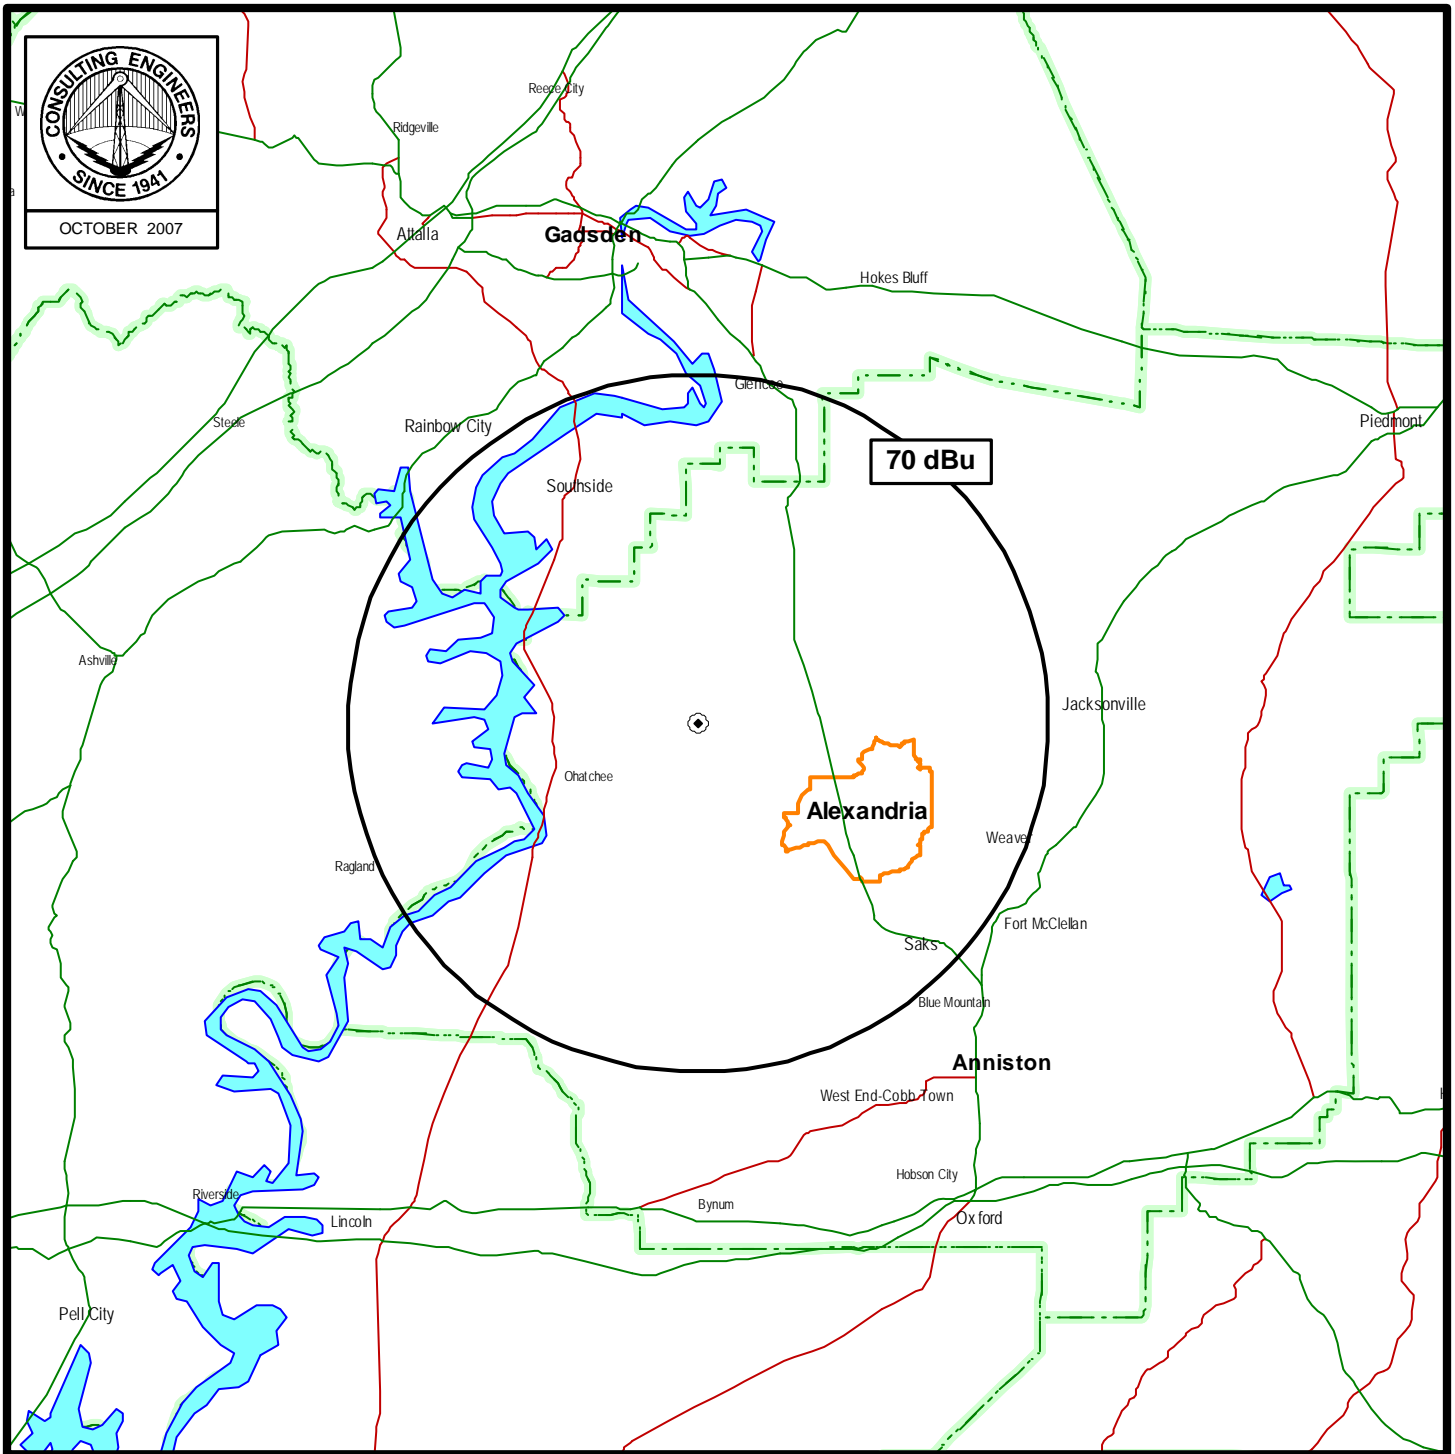 CONSULTING ENGINEERS
SINCE 1941
OCTOBER 2007
Reece City
Ridgeville
Attalla
Gadsden
Hokes Bluff
Glencoe
Steele
Rainbow City
Piedmont
70 dBu
Southside
Ashville
Jacksonville
Ohatchee
Alexandria
Weaver
Ragland
Fort McClellan
Saks
Blue Mountain
Anniston
West End-Cobb Town
Hobson City
Riverside
Bynum
Lincoln
Oxford
Pell City